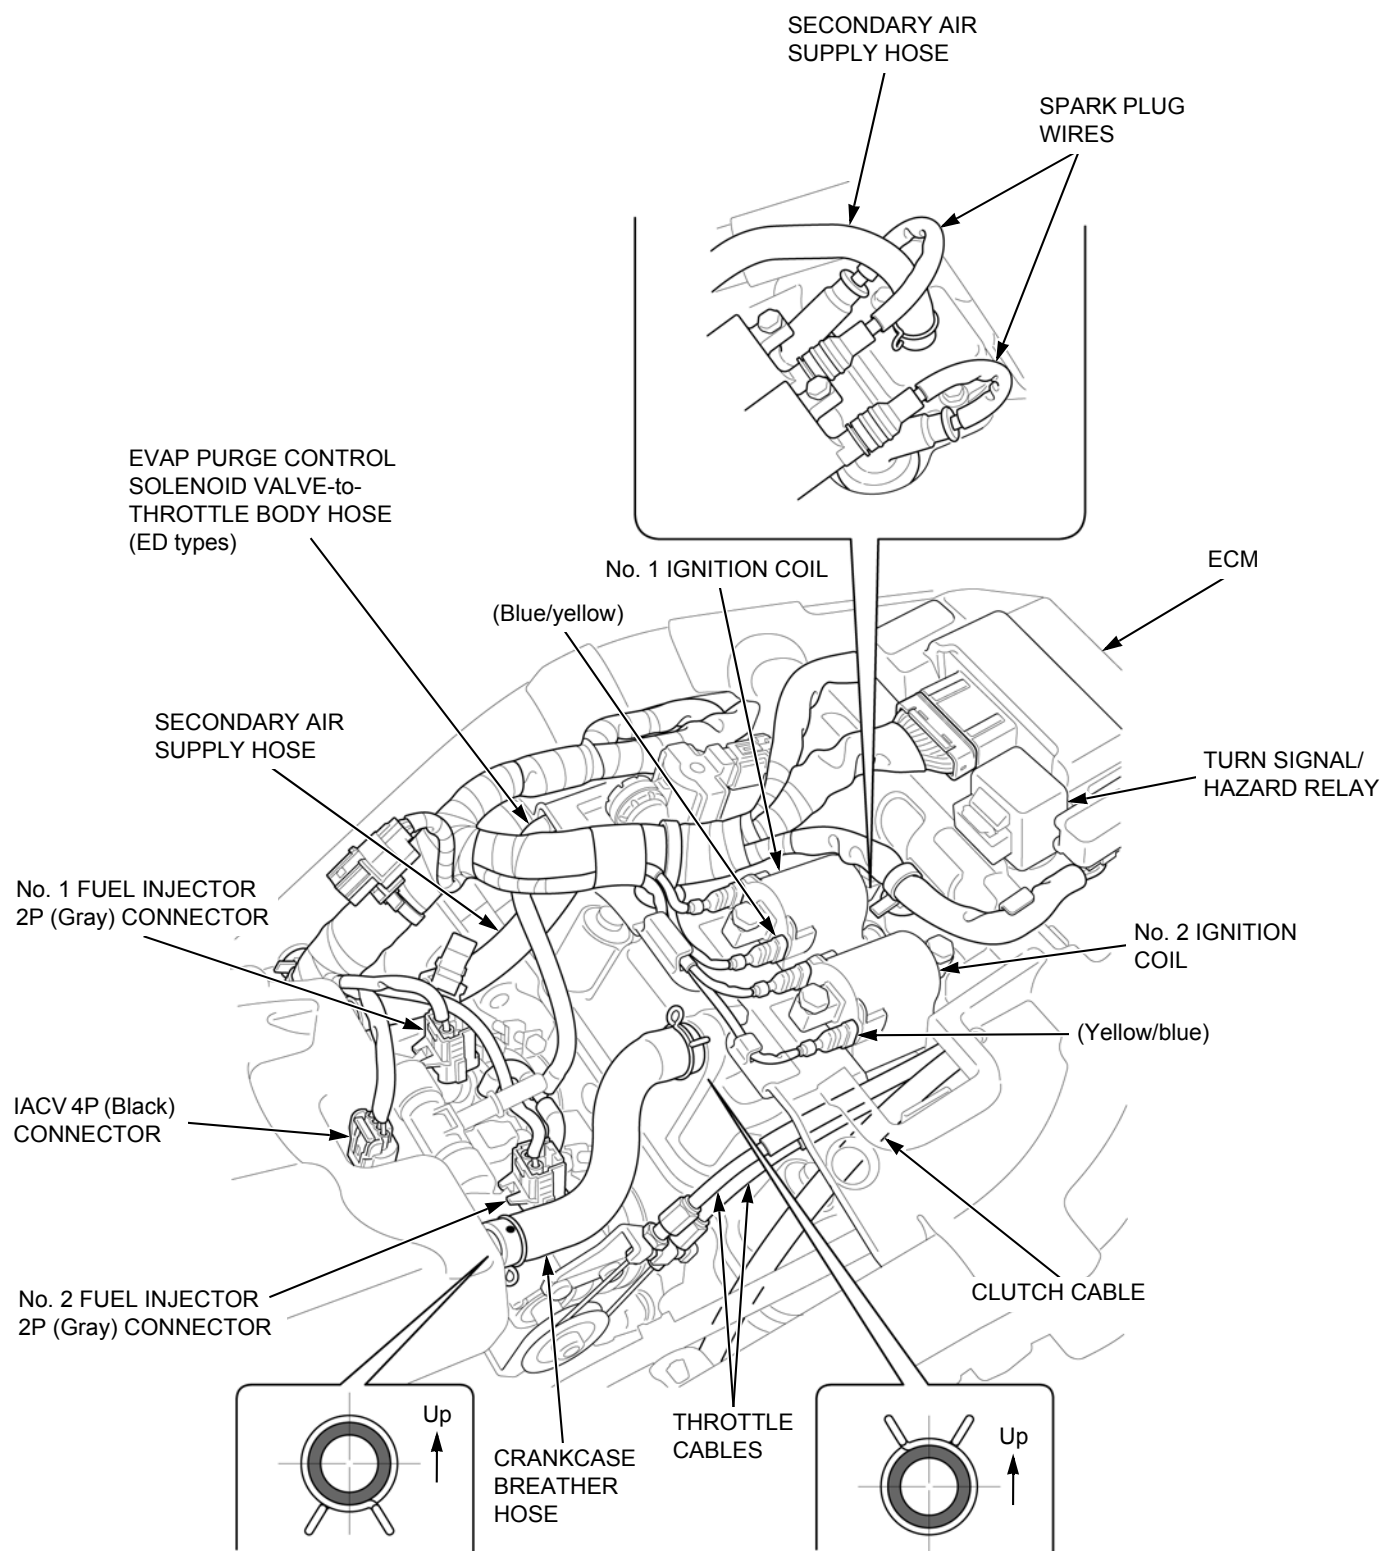 SECONDARY AIR
SUPPLY HOSE
SPARK PLUG
WIRES
EVAP PURGE CONTROL
SOLENOID VALVE-to-
THROTTLE BODY HOSE
(ED types)
No. 1 IGNITION COIL
ECM
(Blue/yellow)
SECONDARY AIR
SUPPLY HOSE
TURN SIGNAL/
HAZARD RELAY
No. 1 FUEL INJECTOR
2P (Gray) CONNECTOR
No. 2 IGNITION
COIL
(Yellow/blue)
IACV 4P (Black)
CONNECTOR
No. 2 FUEL INJECTOR
2P (Gray) CONNECTOR
CLUTCH CABLE
Up
CRANKCASE
BREATHER
HOSE
THROTTLE
CABLES
Up